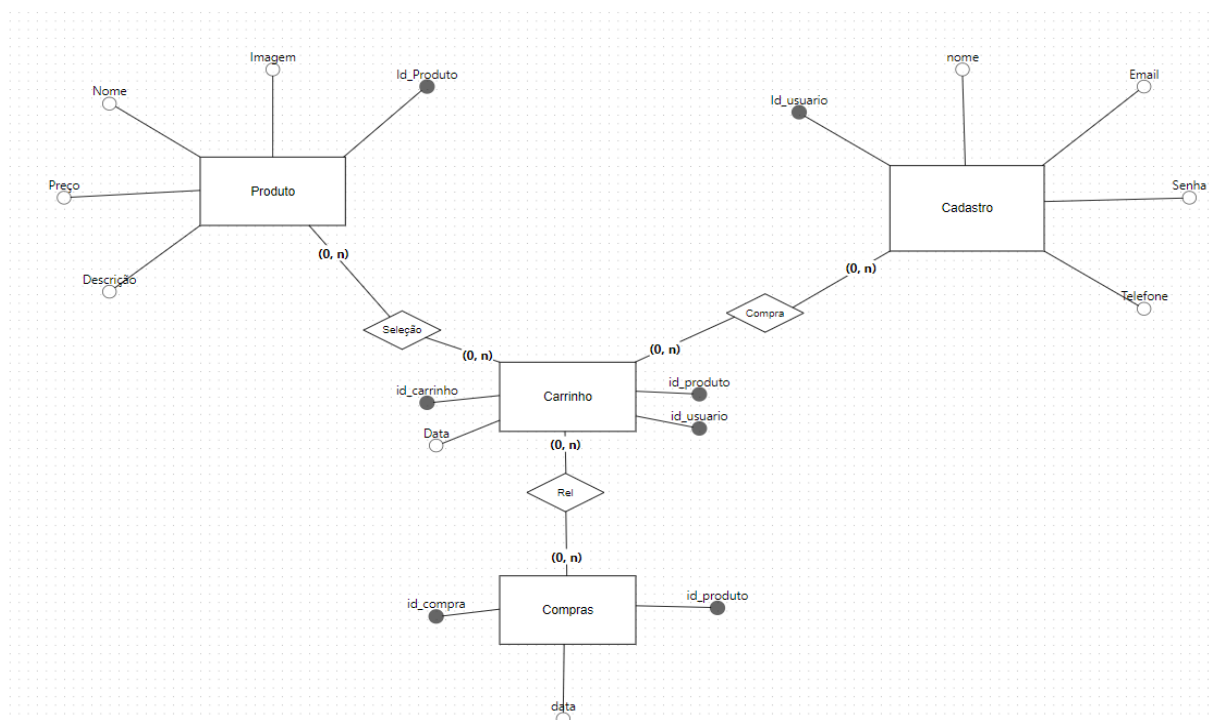 Imagem
nome
Id_Produto
Email
Nome
Id_usuario
Preço
Produto
Senha
Cadastro
(0, n)
(0, n)
Descrição
Telefone
Compra
Seleção
(0, n)
(0, n)
id_carrinho
id_produto
Carrinho
id_usuario
Data
(0, n)
Rel
(0, n)
id_compra
id_produto
Compras
data